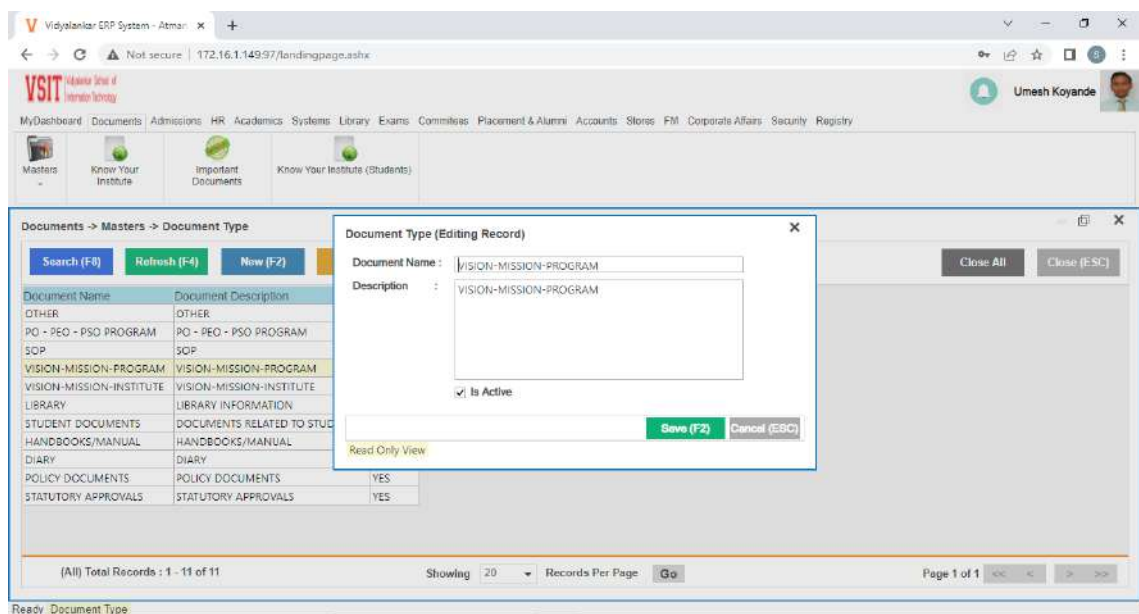 Vidyalankar ERP System - Atman
Not secure | 172.16.1.149:97/landingpage.ashx
S
VSIT Vidyalankar School of
Information Technology
Umesh Koyande
MyDashboard Documents Admissions HR Academics Systems Library Exams Commitees Placement & Alumni Accounts Stores FM Corporate Affairs Security Registry
Masters Know Your Institute Important Documents Know Your Institute (Students)
Documents -> Masters -> Document Type
Search (F8) Refresh (F4) New (F2) Close All Close (ESC)
Document Name Document Description
OTHER OTHER
PO - PEO - PSO PROGRAM PO - PEO - PSO PROGRAM
SOP SOP
VISION-MISSION-PROGRAM VISION-MISSION-PROGRAM
VISION-MISSION-INSTITUTE VISION-MISSION-INSTITUTE
LIBRARY LIBRARY INFORMATION
STUDENT DOCUMENTS DOCUMENTS RELATED TO STUD
HANDBOOKS/MANUAL HANDBOOKS/MANUAL
DIARY DIARY
POLICY DOCUMENTS POLICY DOCUMENTS YES
STATUTORY APPROVALS STATUTORY APPROVALS YES
Document Type (Editing Record)
Document Name : VISION-MISSION-PROGRAM
Description : VISION-MISSION-PROGRAM
Is Active
Save (F2) Cancel (ESC)
Read Only View
(All) Total Records : 1 - 11 of 11 Showing 20 Records Per Page Go Page 1 of 1 << < > >>
Ready Document Type